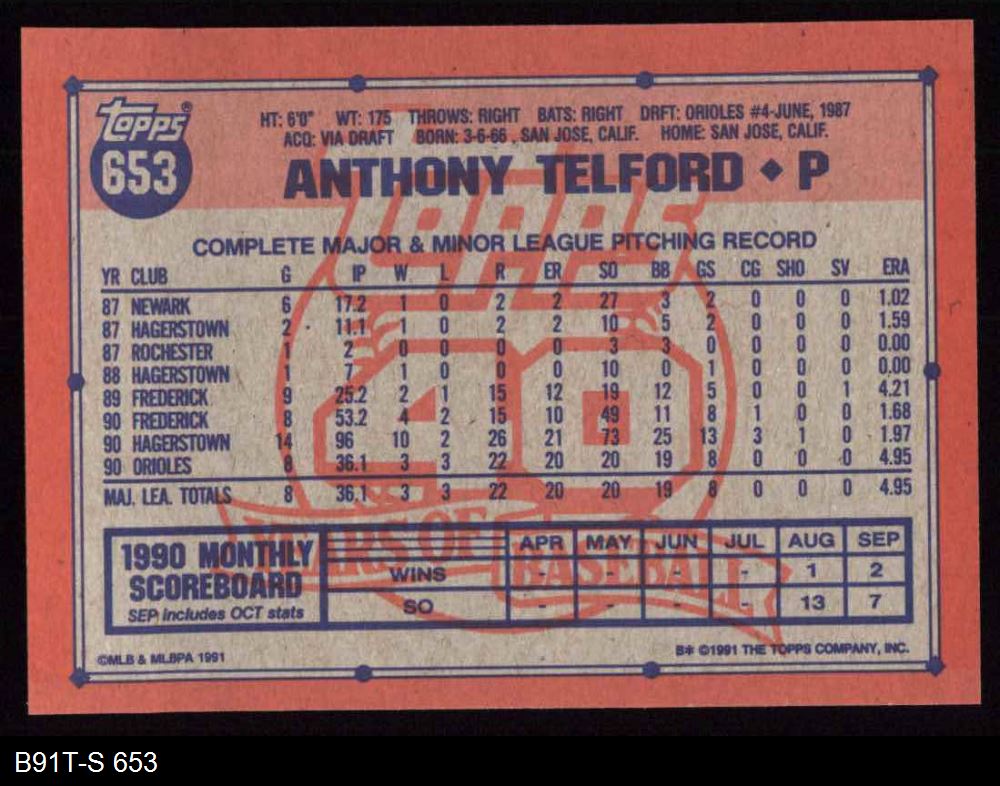 TOPPS®
653
HT: 6'0" WT: 175 THROWS: RIGHT BATS: RIGHT DRFT: ORIOLES #4-JUNE, 1987
ACQ: VIA DRAFT BORN: 3-6-66, SAN JOSE, CALIF. HOME: SAN JOSE, CALIF.
ANTHONY TELFORD ◆ P
TOPPS
40
YEARS OF BASEBALL
COMPLETE MAJOR & MINOR LEAGUE PITCHING RECORD
YR CLUB G IP W L R ER SO BB GS CG SHO SV ERA
87 NEWARK 6 17.2 1 0 2 2 27 3 2 0 0 0 1.02
87 HAGERSTOWN 2 11.1 1 0 2 2 10 5 2 0 0 0 1.59
87 ROCHESTER 1 2 0 0 0 0 3 3 0 0 0 0 0.00
88 HAGERSTOWN 1 7 1 0 0 0 10 0 1 0 0 0 0.00
89 FREDERICK 9 25.2 2 1 15 12 19 12 5 0 0 1 4.21
90 FREDERICK 8 53.2 4 2 15 10 49 11 8 1 0 0 1.68
90 HAGERSTOWN 14 96 10 2 26 21 73 25 13 3 1 0 1.97
90 ORIOLES 8 36.1 3 3 22 20 20 19 8 0 0 0 4.95
MAJ. LEA. TOTALS 8 36.1 3 3 22 20 20 19 8 0 0 0 4.95
1990 MONTHLY
SCOREBOARD
SEP includes OCT stats
APR MAY JUN JUL AUG SEP
WINS - - - - 1 2
SO - - - - 13 7
©MLB & MLBPA 1991
B* ©1991 THE TOPPS COMPANY, INC.
B91T-S 653